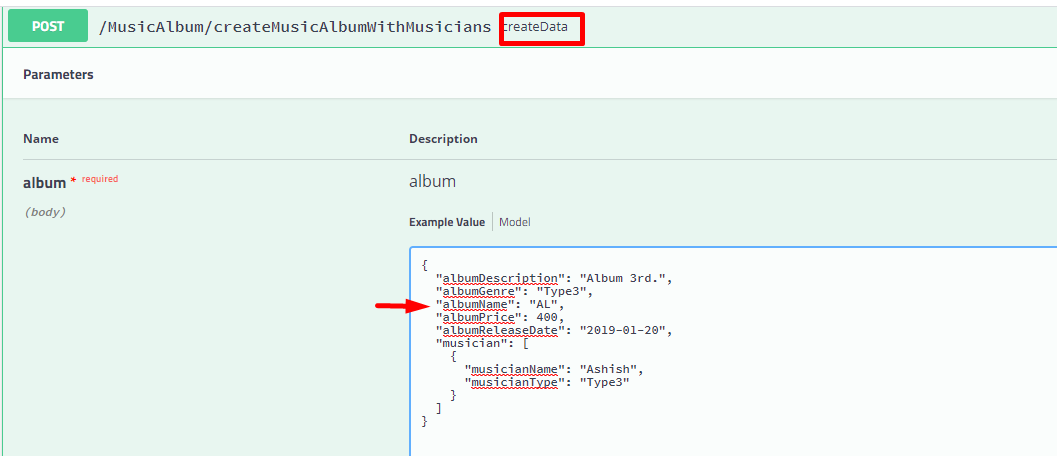 POST /MusicAlbum/createMusicAlbumWithMusicians createData
Parameters
Name Description
album * required album
(body)
Example Value Model
{
"albumDescription": "Album 3rd.",
"albumGenre": "Type3",
"albumName": "AL",
"albumPrice": 400,
"albumReleaseDate": "2019-01-20",
"musician": [
{
"musicianName": "Ashish",
"musicianType": "Type3"
}
]
}